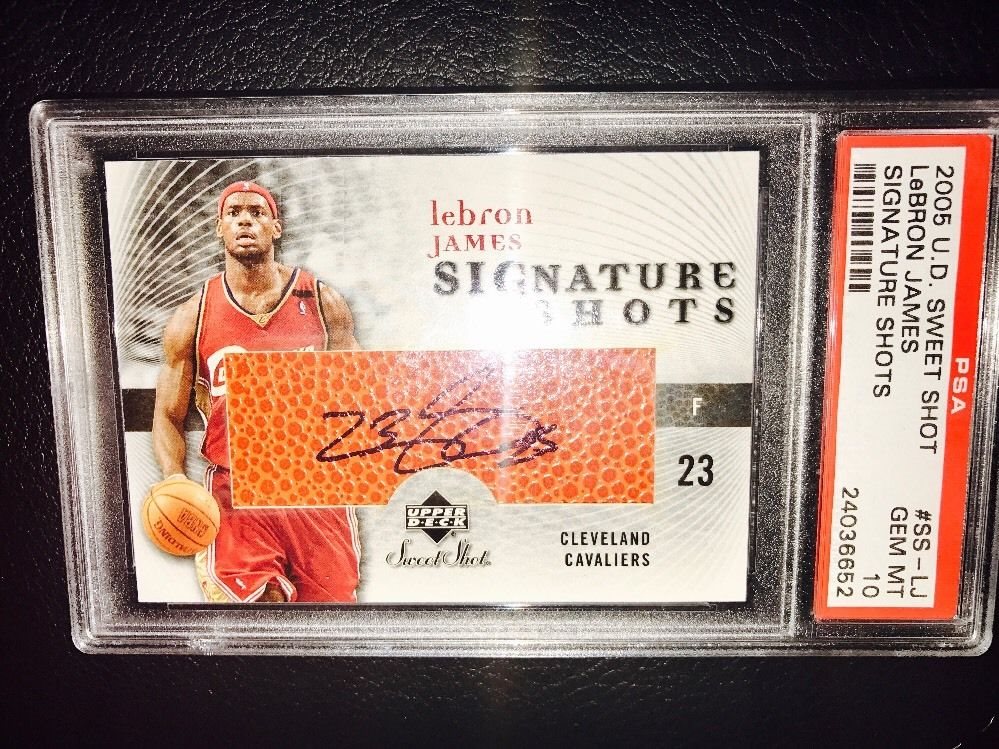 lebron
JAMES
SIGNATURE
SHOTS
F
23
UPPER
D·E·C·K
Sweet Shot
CLEVELAND
CAVALIERS
PSA
2005 U.D. SWEET SHOT #SS-LJ
LeBRON JAMES GEM MT
SIGNATURE SHOTS 10
24036652